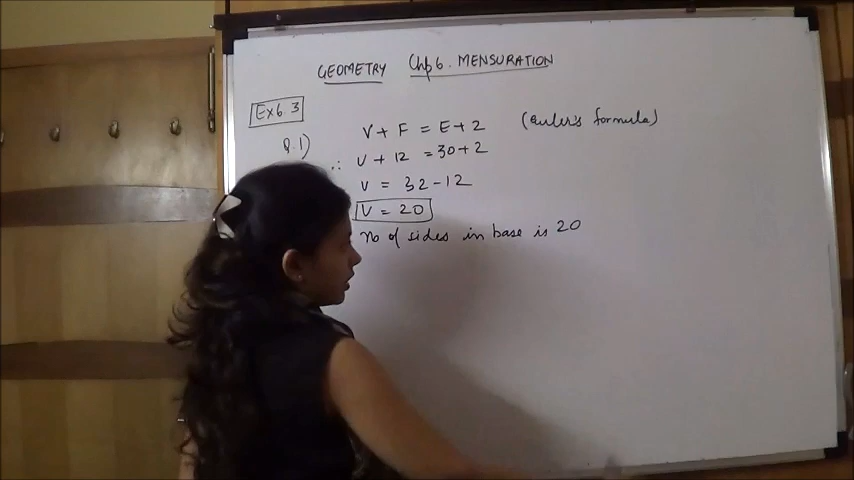 GEOMETRY Chp 6. MENSURATION
Ex 6.3
Q.1) V + F = E + 2 (Euler's formula)
∴ V + 12 = 30 + 2
V = 32 - 12
V = 20
no of sides in base is 20